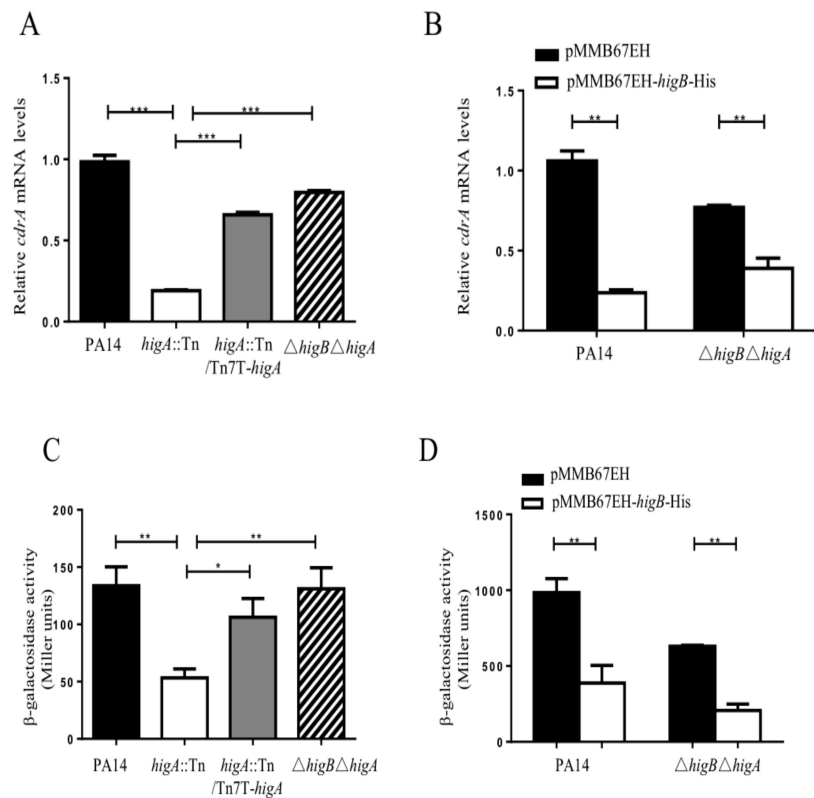 A
Relative cdrA mRNA levels
1.5
1.0
0.5
0.0
***
***
***
PA14
higA::Tn
higA::Tn
/Tn7T-higA
△higB△higA
B
pMMB67EH
pMMB67EH-higB-His
Relative cdrA mRNA levels
1.5
1.0
0.5
0.0
**
**
PA14
△higB△higA
C
β-galactosidase activity
(Miller units)
200
150
100
50
0
**
**
*
PA14
higA::Tn
higA::Tn
/Tn7T-higA
△higB△higA
D
pMMB67EH
pMMB67EH-higB-His
β-galactosidase activity
(Miller units)
1500
1000
500
0
**
**
PA14
△higB△higA